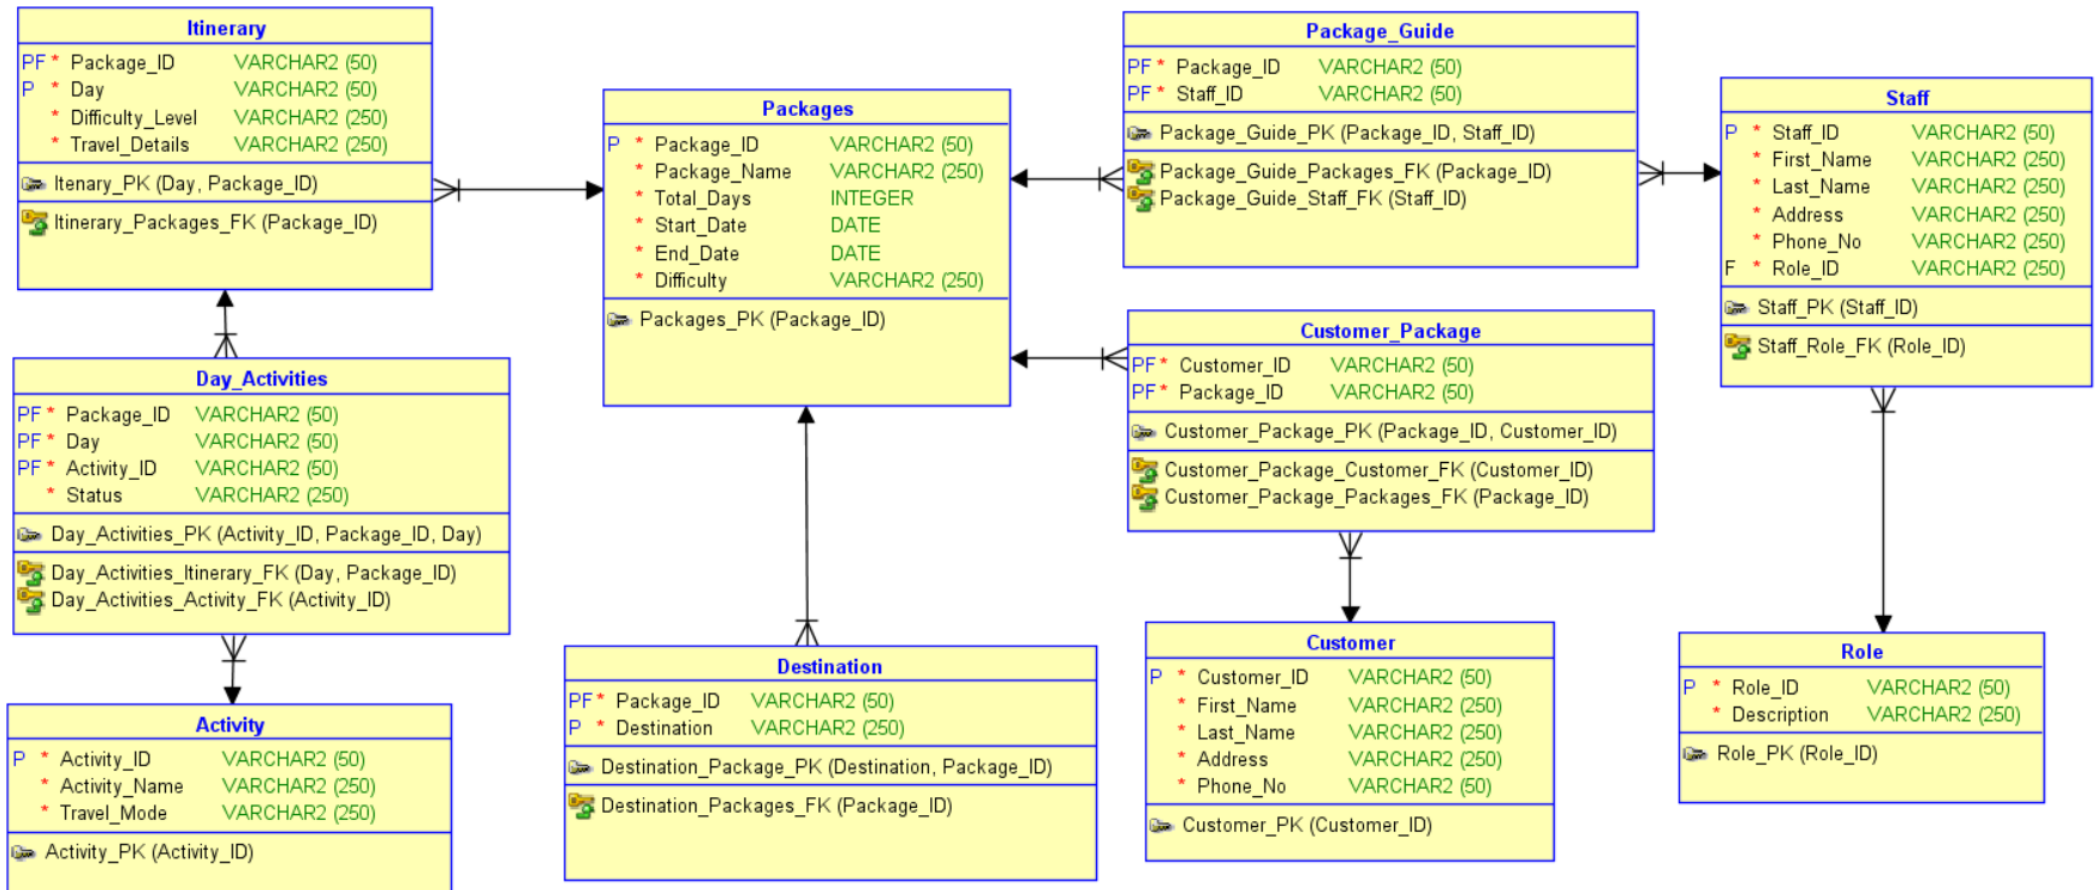 Itinerary
PF * Package_ID VARCHAR2 (50)
P * Day VARCHAR2 (50)
* Difficulty_Level VARCHAR2 (250)
* Travel_Details VARCHAR2 (250)
Itenary_PK (Day, Package_ID)
Itinerary_Packages_FK (Package_ID)
Packages
P * Package_ID VARCHAR2 (50)
* Package_Name VARCHAR2 (250)
* Total_Days INTEGER
* Start_Date DATE
* End_Date DATE
* Difficulty VARCHAR2 (250)
Packages_PK (Package_ID)
Package_Guide
PF * Package_ID VARCHAR2 (50)
PF * Staff_ID VARCHAR2 (50)
Package_Guide_PK (Package_ID, Staff_ID)
Package_Guide_Packages_FK (Package_ID)
Package_Guide_Staff_FK (Staff_ID)
Staff
P * Staff_ID VARCHAR2 (50)
* First_Name VARCHAR2 (250)
* Last_Name VARCHAR2 (250)
* Address VARCHAR2 (250)
* Phone_No VARCHAR2 (250)
F * Role_ID VARCHAR2 (250)
Staff_PK (Staff_ID)
Staff_Role_FK (Role_ID)
Day_Activities
PF * Package_ID VARCHAR2 (50)
PF * Day VARCHAR2 (50)
PF * Activity_ID VARCHAR2 (50)
* Status VARCHAR2 (250)
Day_Activities_PK (Activity_ID, Package_ID, Day)
Day_Activities_Itinerary_FK (Day, Package_ID)
Day_Activities_Activity_FK (Activity_ID)
Customer_Package
PF * Customer_ID VARCHAR2 (50)
PF * Package_ID VARCHAR2 (50)
Customer_Package_PK (Package_ID, Customer_ID)
Customer_Package_Customer_FK (Customer_ID)
Customer_Package_Packages_FK (Package_ID)
Activity
P * Activity_ID VARCHAR2 (50)
* Activity_Name VARCHAR2 (250)
* Travel_Mode VARCHAR2 (250)
Activity_PK (Activity_ID)
Destination
PF * Package_ID VARCHAR2 (50)
P * Destination VARCHAR2 (250)
Destination_Package_PK (Destination, Package_ID)
Destination_Packages_FK (Package_ID)
Customer
P * Customer_ID VARCHAR2 (50)
* First_Name VARCHAR2 (250)
* Last_Name VARCHAR2 (250)
* Address VARCHAR2 (250)
* Phone_No VARCHAR2 (50)
Customer_PK (Customer_ID)
Role
P * Role_ID VARCHAR2 (50)
* Description VARCHAR2 (250)
Role_PK (Role_ID)